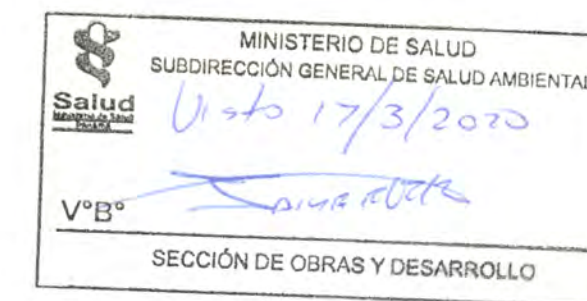 MINISTERIO DE SALUD
SUBDIRECCIÓN GENERAL DE SALUD AMBIENTAL
Salud
Visto 17/3/2020
V°B°
SECCIÓN DE OBRAS Y DESARROLLO